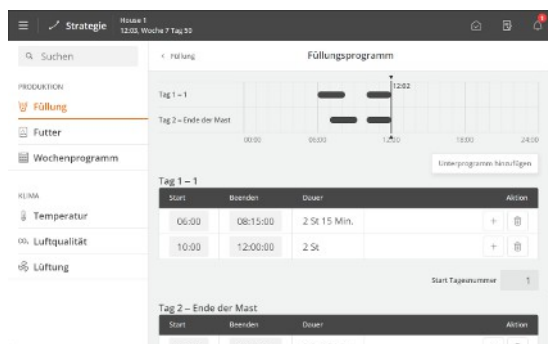 Strategie
House 1
12:03, Woche 7 Tag 50
Suchen
PRODUKTION
Füllung
Futter
Wochenprogramm
KLIMA
Temperatur
CO₂ Luftqualität
Lüftung
< Füllung
Füllungsprogramm
12:02
Tag 1 – 1
Tag 2 – Ende der Mast
00:00 06:00 12:00 18:00 24:00
Unterprogramm hinzufügen
Tag 1 – 1
Start Beenden Dauer Aktion
06:00 08:15:00 2 St 15 Min. +
10:00 12:00:00 2 St +
Start Tagesnummer 1
Tag 2 – Ende der Mast
Start Beenden Dauer Aktion